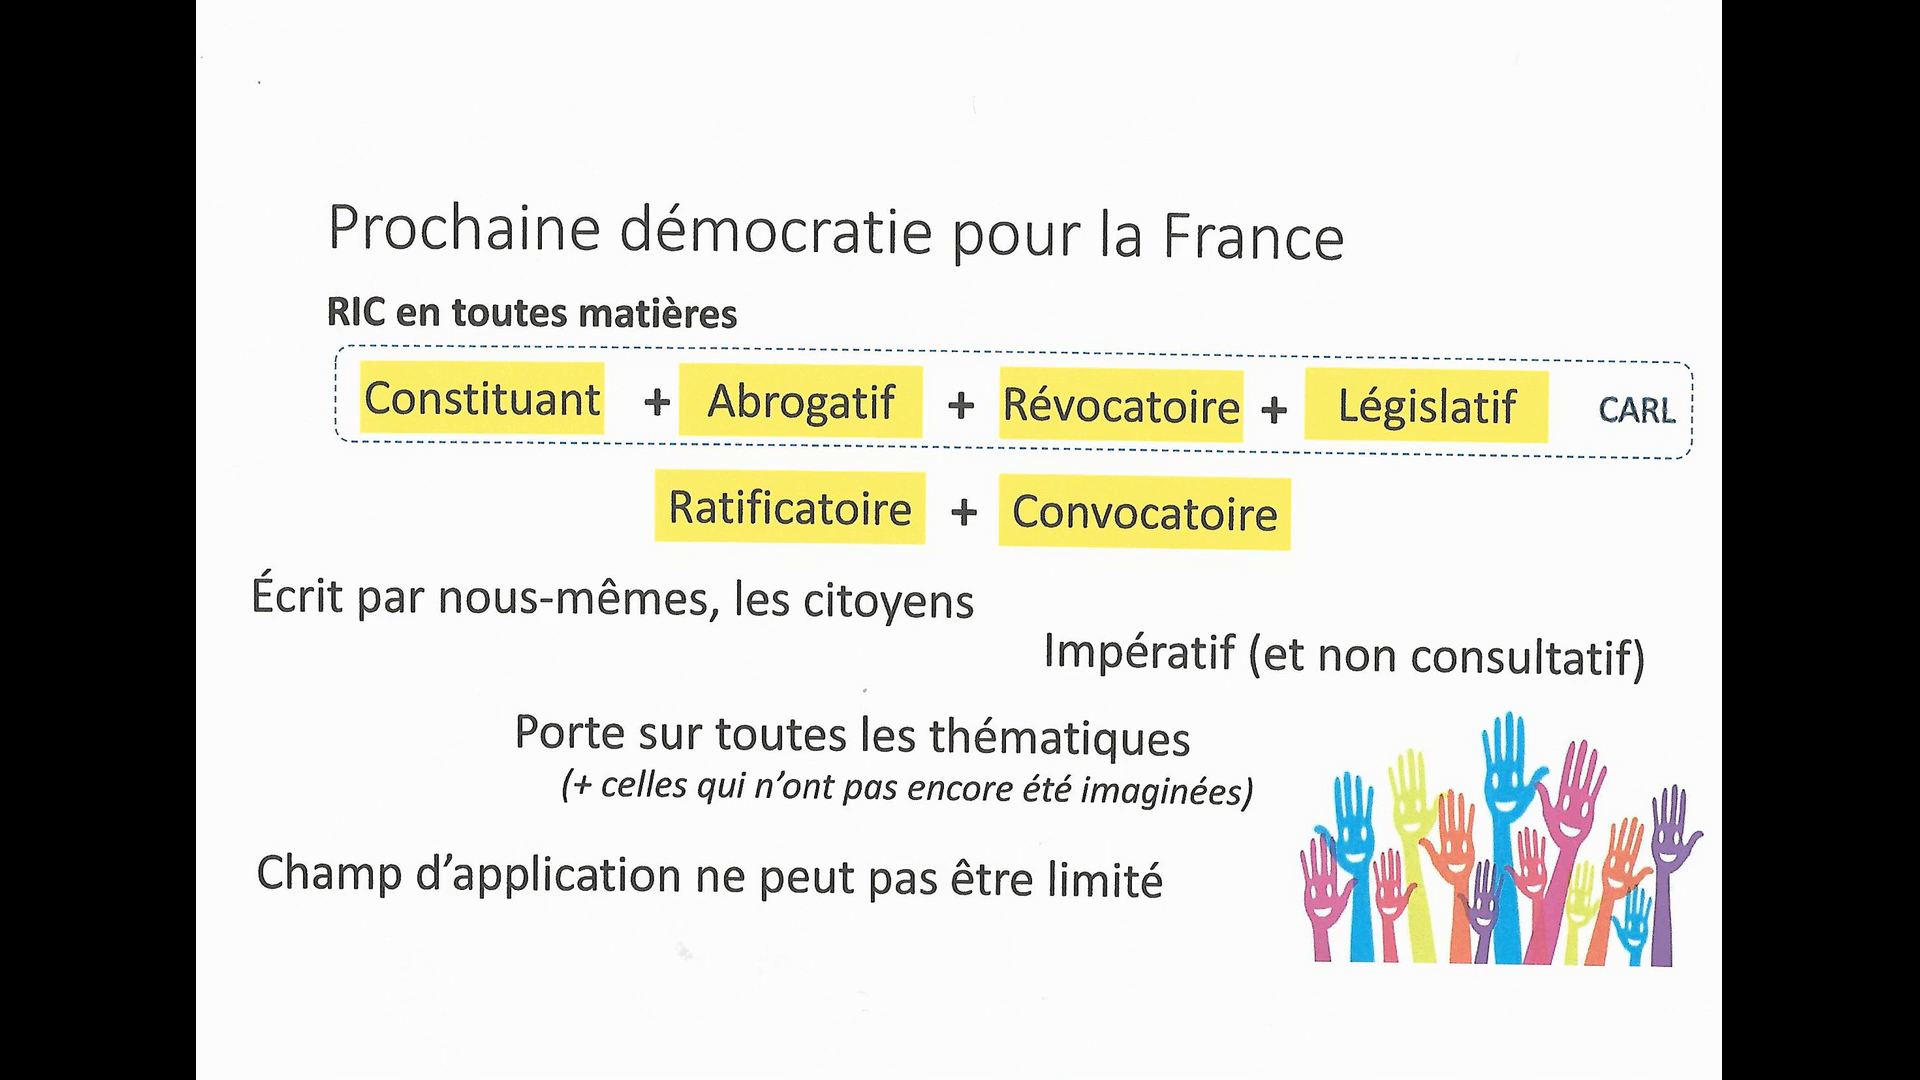 Prochaine démocratie pour la France
RIC en toutes matières
Constituant + Abrogatif + Révocatoire + Législatif CARL
Ratificatoire + Convocatoire
Écrit par nous-mêmes, les citoyens
Impératif (et non consultatif)
Porte sur toutes les thématiques
(+ celles qui n'ont pas encore été imaginées)
Champ d'application ne peut pas être limité